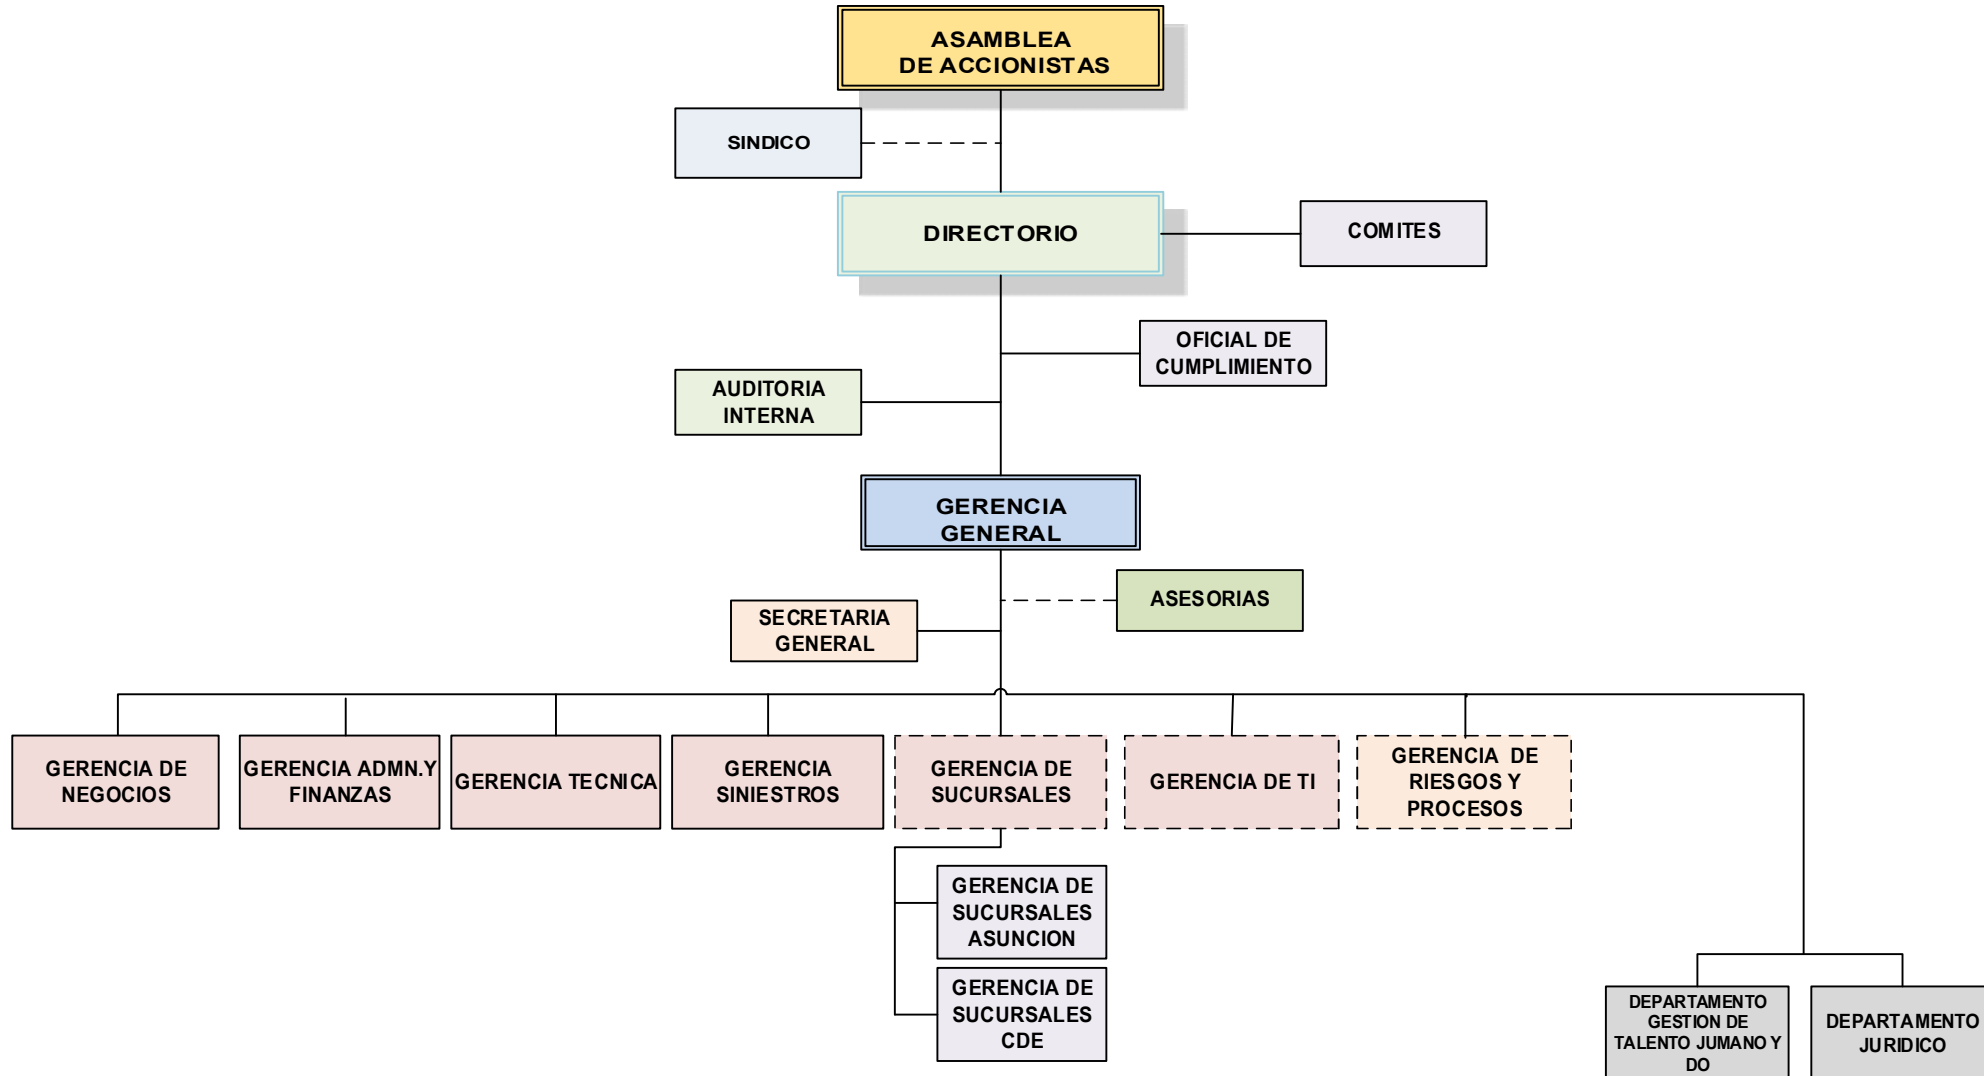 ASAMBLEA
DE ACCIONISTAS
SINDICO
DIRECTORIO
COMITES
OFICIAL DE
CUMPLIMIENTO
AUDITORIA
INTERNA
GERENCIA
GENERAL
ASESORIAS
SECRETARIA
GENERAL
GERENCIA DE
NEGOCIOS
GERENCIA ADMN.Y
FINANZAS
GERENCIA TECNICA
GERENCIA
SINIESTROS
GERENCIA DE
SUCURSALES
GERENCIA DE TI
GERENCIA DE
RIESGOS Y
PROCESOS
GERENCIA DE
SUCURSALES
ASUNCION
GERENCIA DE
SUCURSALES
CDE
DEPARTAMENTO
GESTION DE
TALENTO JUMANO Y
DO
DEPARTAMENTO
JURIDICO